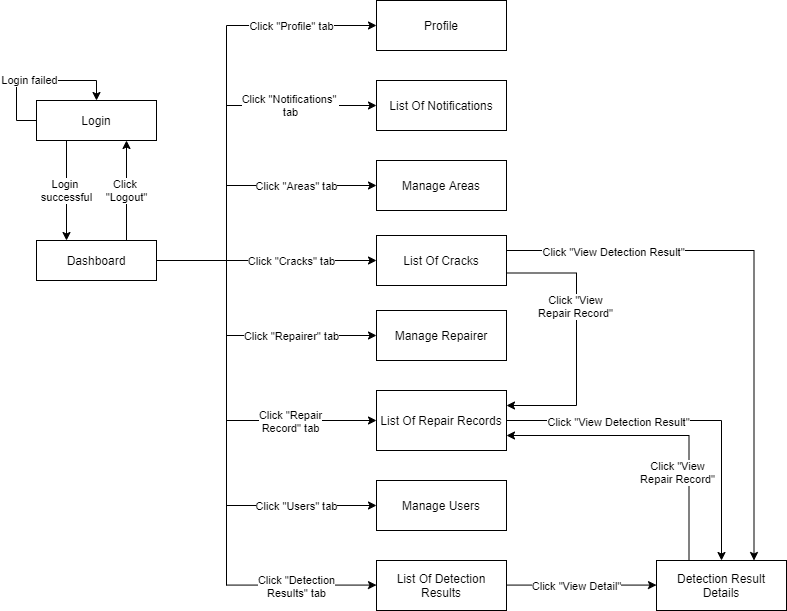 Click "Profile" tab
Profile
Login failed
Click "Notifications"
tab
List Of Notifications
Login
Login
successful
Click
"Logout"
Click "Areas" tab
Manage Areas
Dashboard
Click "Cracks" tab
List Of Cracks
Click "View Detection Result"
Click "View
Repair Record"
Click "Repairer" tab
Manage Repairer
Click "Repair
Record" tab
List Of Repair Records
Click "View Detection Result"
Click "View
Repair Record"
Click "Users" tab
Manage Users
Click "Detection
Results" tab
List Of Detection
Results
Click "View Detail"
Detection Result
Details